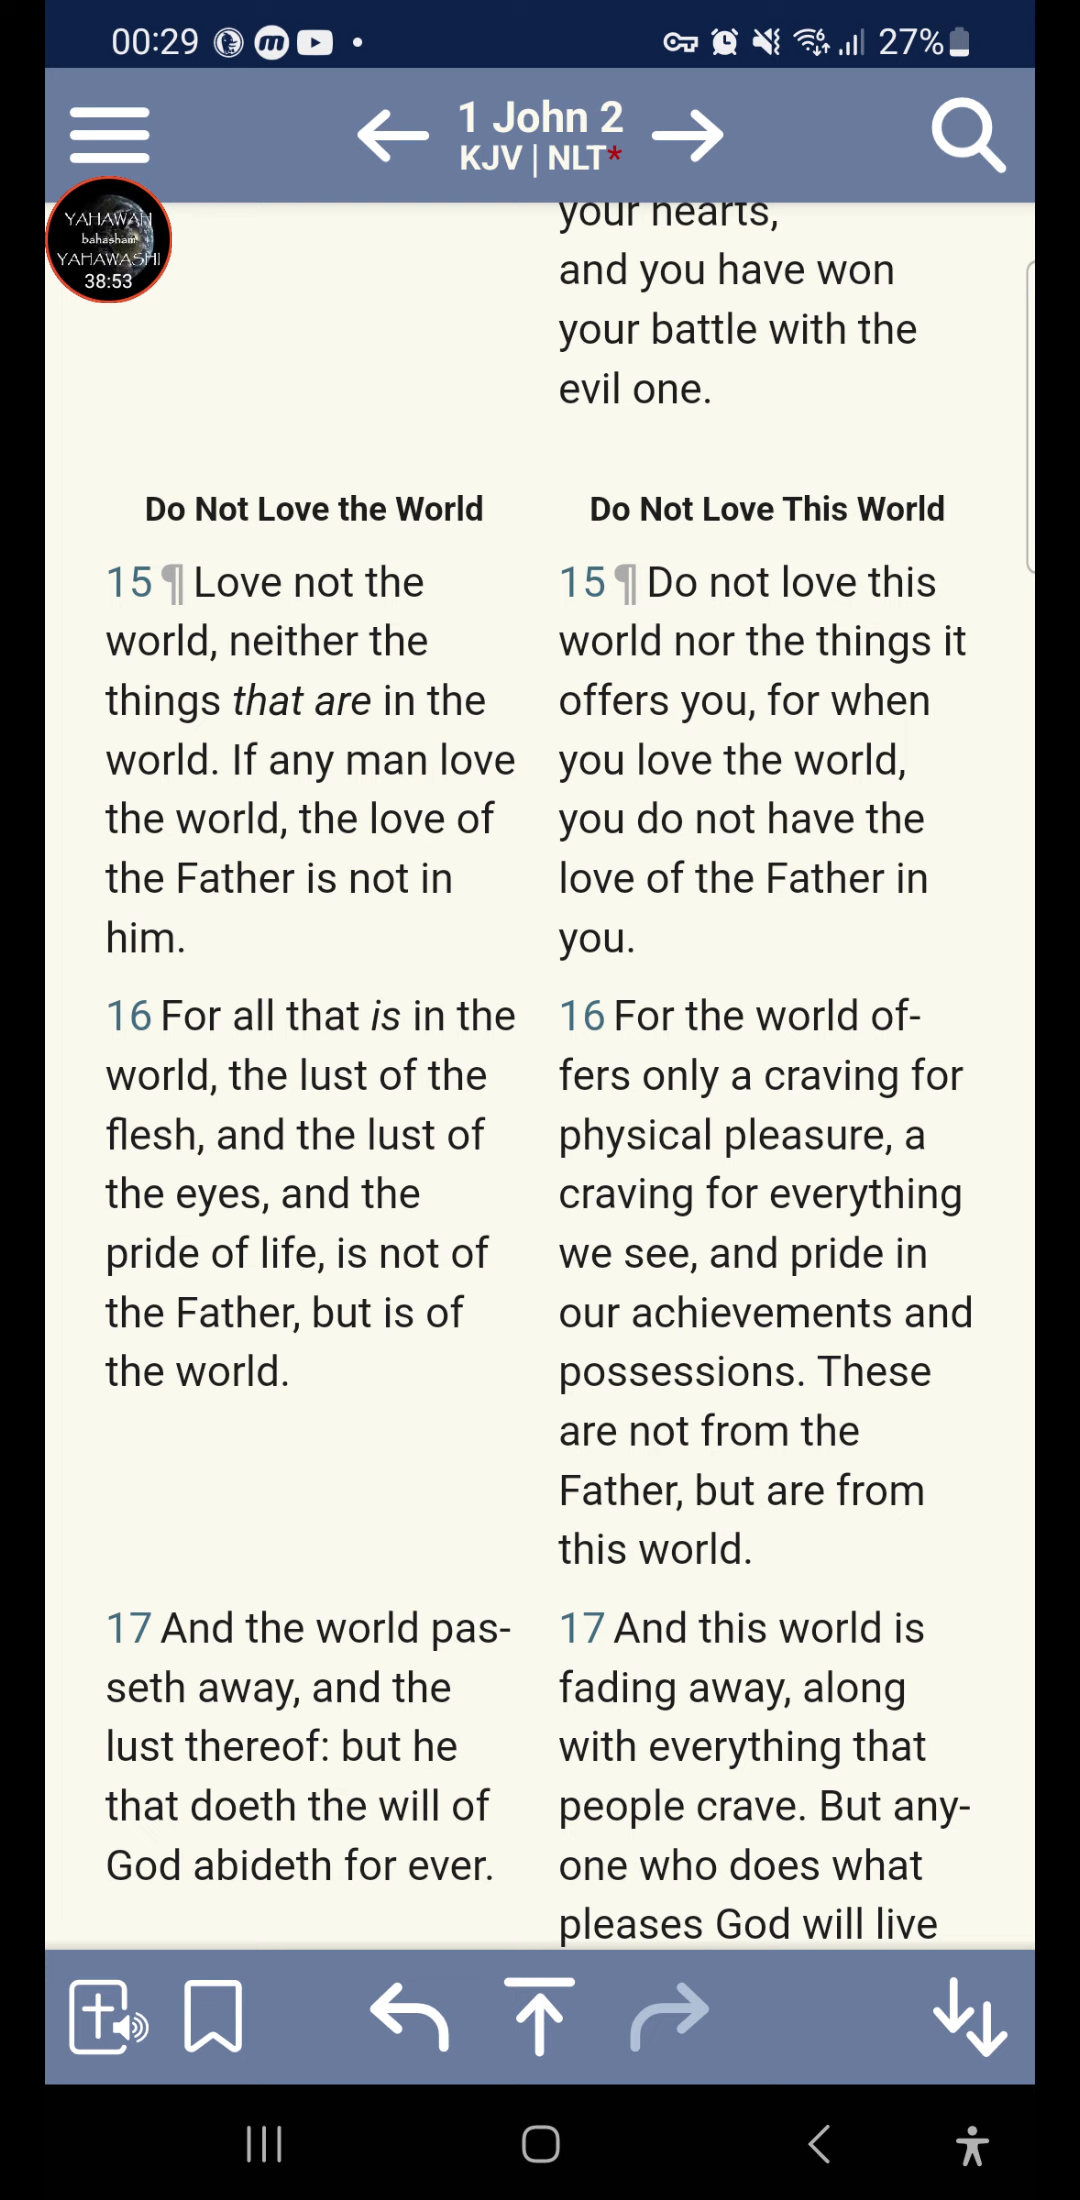 00:29
27%
1 John 2
KJV | NLT*
YAHAWAH
bahasham
YAHAWASHI
38:53
your hearts,
and you have won
your battle with the
evil one.
Do Not Love the World
15 ¶ Love not the
world, neither the
things that are in the
world. If any man love
the world, the love of
the Father is not in
him.
16 For all that is in the
world, the lust of the
flesh, and the lust of
the eyes, and the
pride of life, is not of
the Father, but is of
the world.
17 And the world pas-
seth away, and the
lust thereof: but he
that doeth the will of
God abideth for ever.
Do Not Love This World
15 ¶ Do not love this
world nor the things it
offers you, for when
you love the world,
you do not have the
love of the Father in
you.
16 For the world of-
fers only a craving for
physical pleasure, a
craving for everything
we see, and pride in
our achievements and
possessions. These
are not from the
Father, but are from
this world.
17 And this world is
fading away, along
with everything that
people crave. But any-
one who does what
pleases God will live